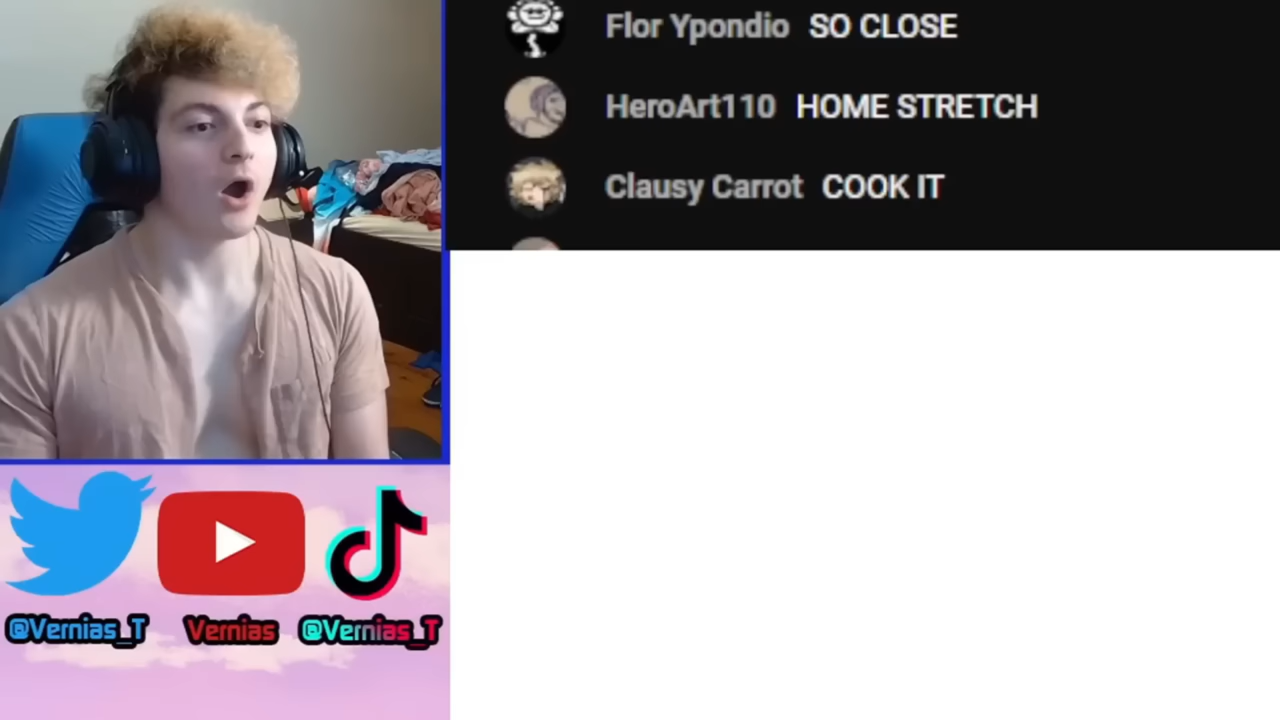 Flor Ypondio SO CLOSE
HeroArt110 HOME STRETCH
Clausy Carrot COOK IT
@Vernias_T Vernias @Vernias_T